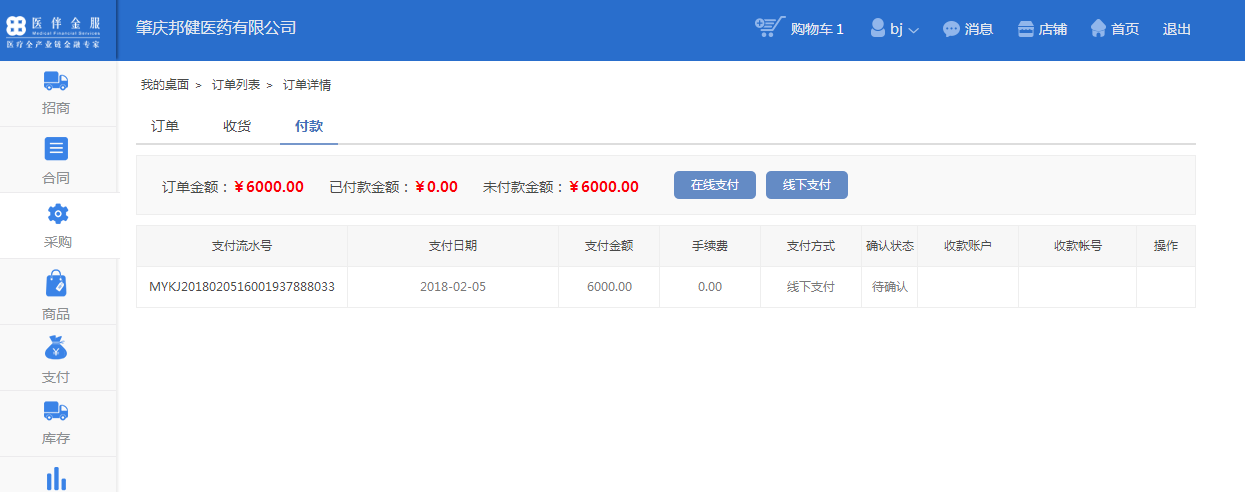 医伴金服
Medical Financial Services
医疗全产业链金融专家
肇庆邦健医药有限公司
购物车 1
bj
消息
店铺
首页
退出
招商
合同
采购
商品
支付
库存
我的桌面 > 订单列表 > 订单详情
订单 收货 付款
订单金额：￥6000.00 已付款金额：￥0.00 未付款金额：￥6000.00 在线支付 线下支付
支付流水号 支付日期 支付金额 手续费 支付方式 确认状态 收款账户 收款帐号 操作
MYKJ2018020516001937888033 2018-02-05 6000.00 0.00 线下支付 待确认